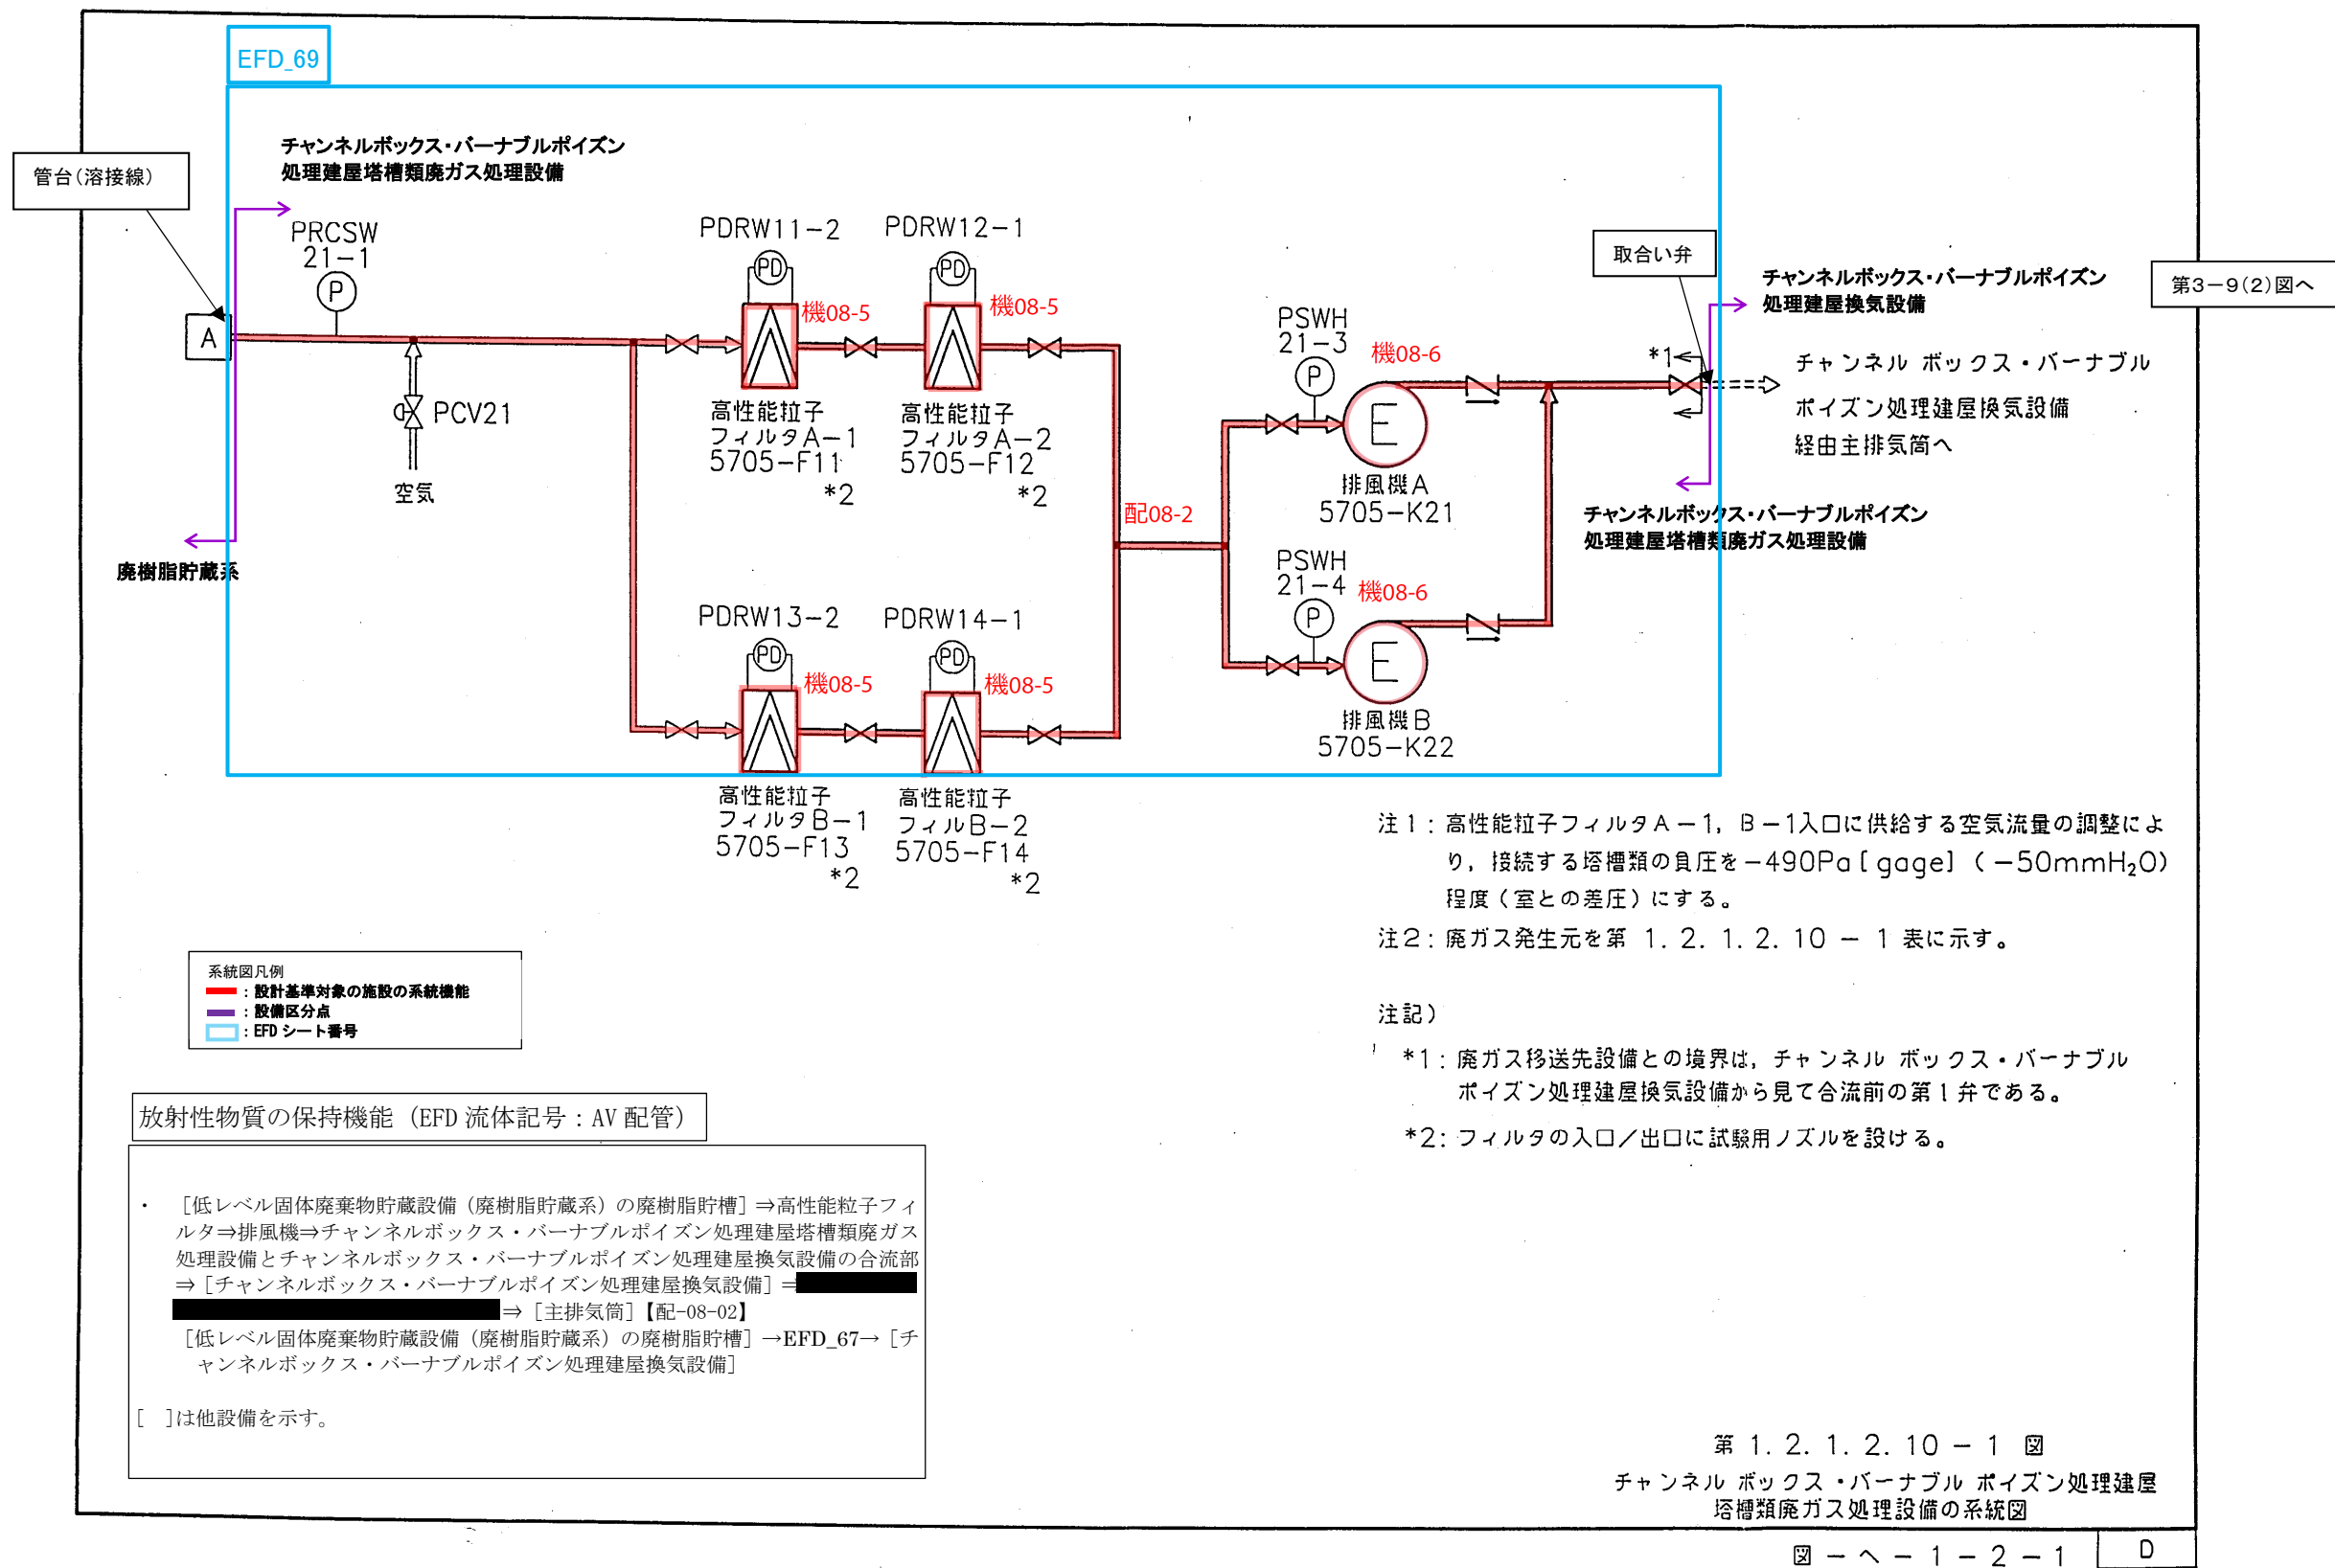 EFD_69
チャンネルボックス・バーナブルポイズン
処理建屋塔槽類廃ガス処理設備
管台(溶接線)
PRCSW
21-1
P
A
PCV21
空気
廃樹脂貯蔵系
PDRW11-2
PD
機08-5
高性能粒子
フィルタA-1
5705-F11
*2
PDRW12-1
PD
機08-5
高性能粒子
フィルタA-2
5705-F12
*2
PDRW13-2
PD
機08-5
高性能粒子
フィルタB-1
5705-F13
*2
PDRW14-1
PD
機08-5
高性能粒子
フィルB-2
5705-F14
*2
配08-2
PSWH
21-3
P
機08-6
E
排風機A
5705-K21
PSWH
21-4
P
機08-6
E
排風機B
5705-K22
取合い弁
*1
チャンネルボックス・バーナブルポイズン
処理建屋換気設備
第3-9(2)図へ
チャンネル ボックス・バーナブル
ポイズン処理建屋換気設備
経由主排気筒へ
チャンネルボックス・バーナブルポイズン
処理建屋塔槽類廃ガス処理設備
注1：高性能粒子フィルタA-1，B-1入口に供給する空気流量の調整によ
り，接続する塔槽類の負圧を-490Pa[gage]（-50mmH₂O）
程度（室との差圧）にする。
注2：廃ガス発生元を第 1.2.1.2.10 - 1 表に示す。
注記）
*1：廃ガス移送先設備との境界は，チャンネル ボックス・バーナブル
ポイズン処理建屋換気設備から見て合流前の第1弁である。
*2：フィルタの入口／出口に試験用ノズルを設ける。
系統図凡例
：設計基準対象の施設の系統機能
：設備区分点
：EFD シート番号
放射性物質の保持機能（EFD 流体記号：AV 配管）
・ ［低レベル固体廃棄物貯蔵設備（廃樹脂貯蔵系）の廃樹脂貯槽］⇒高性能粒子フィ
ルタ⇒排風機⇒チャンネルボックス・バーナブルポイズン処理建屋塔槽類廃ガス
処理設備とチャンネルボックス・バーナブルポイズン処理建屋換気設備の合流部
⇒［チャンネルボックス・バーナブルポイズン処理建屋換気設備］⇒
⇒［主排気筒］【配-08-02】
［低レベル固体廃棄物貯蔵設備（廃樹脂貯蔵系）の廃樹脂貯槽］→EFD_67→［チ
ャンネルボックス・バーナブルポイズン処理建屋換気設備］
[ ]は他設備を示す。
第 1.2.1.2.10 - 1 図
チャンネル ボックス・バーナブル ポイズン処理建屋
塔槽類廃ガス処理設備の系統図
図 - ヘ - 1 - 2 - 1
D